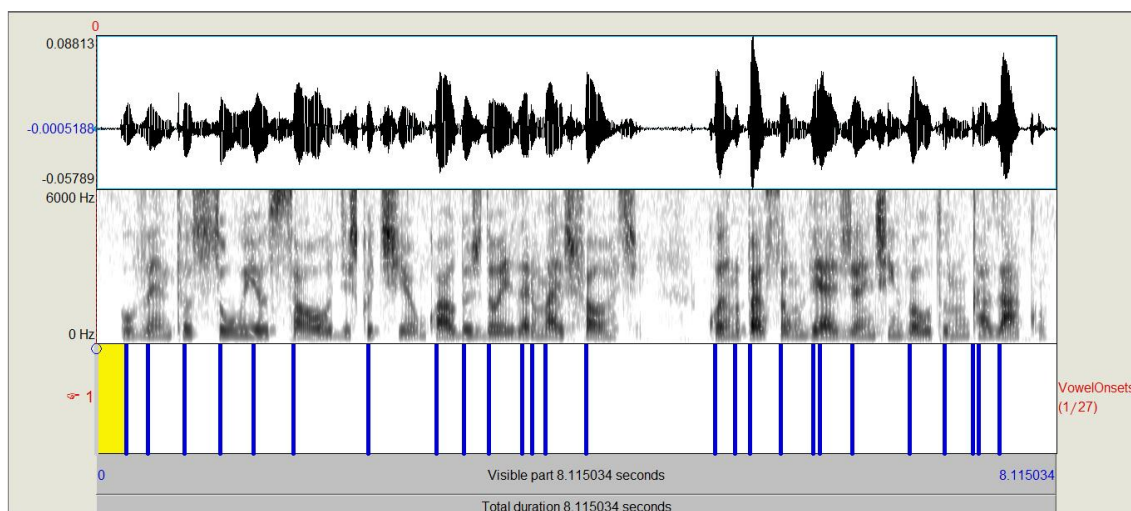 0
0.08813
-0.0005188
-0.05789
6000 Hz
0 Hz
☞ 1
VowelOnsets
(1/27)
0 Visible part 8.115034 seconds 8.115034
Total duration 8.115034 seconds